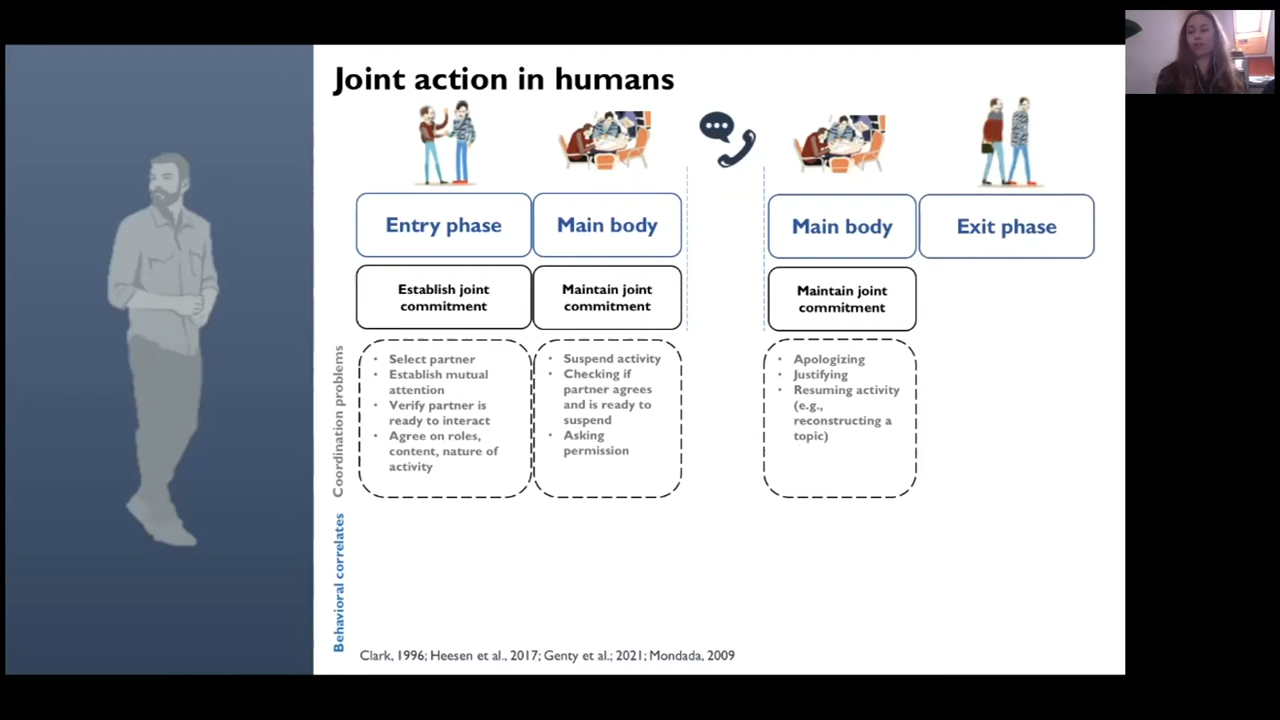 Joint action in humans
Entry phase
Main body
Main body
Exit phase
Establish joint
commitment
Maintain joint
commitment
Maintain joint
commitment
Coordination problems
• Select partner
• Establish mutual
attention
• Verify partner is
ready to interact
• Agree on roles,
content, nature of
activity
• Suspend activity
• Checking if
partner agrees
and is ready to
suspend
• Asking
permission
• Apologizing
• Justifying
• Resuming activity
(e.g.,
reconstructing a
topic)
Behavioral correlates
Clark, 1996; Heesen et al., 2017; Genty et al.; 2021; Mondada, 2009